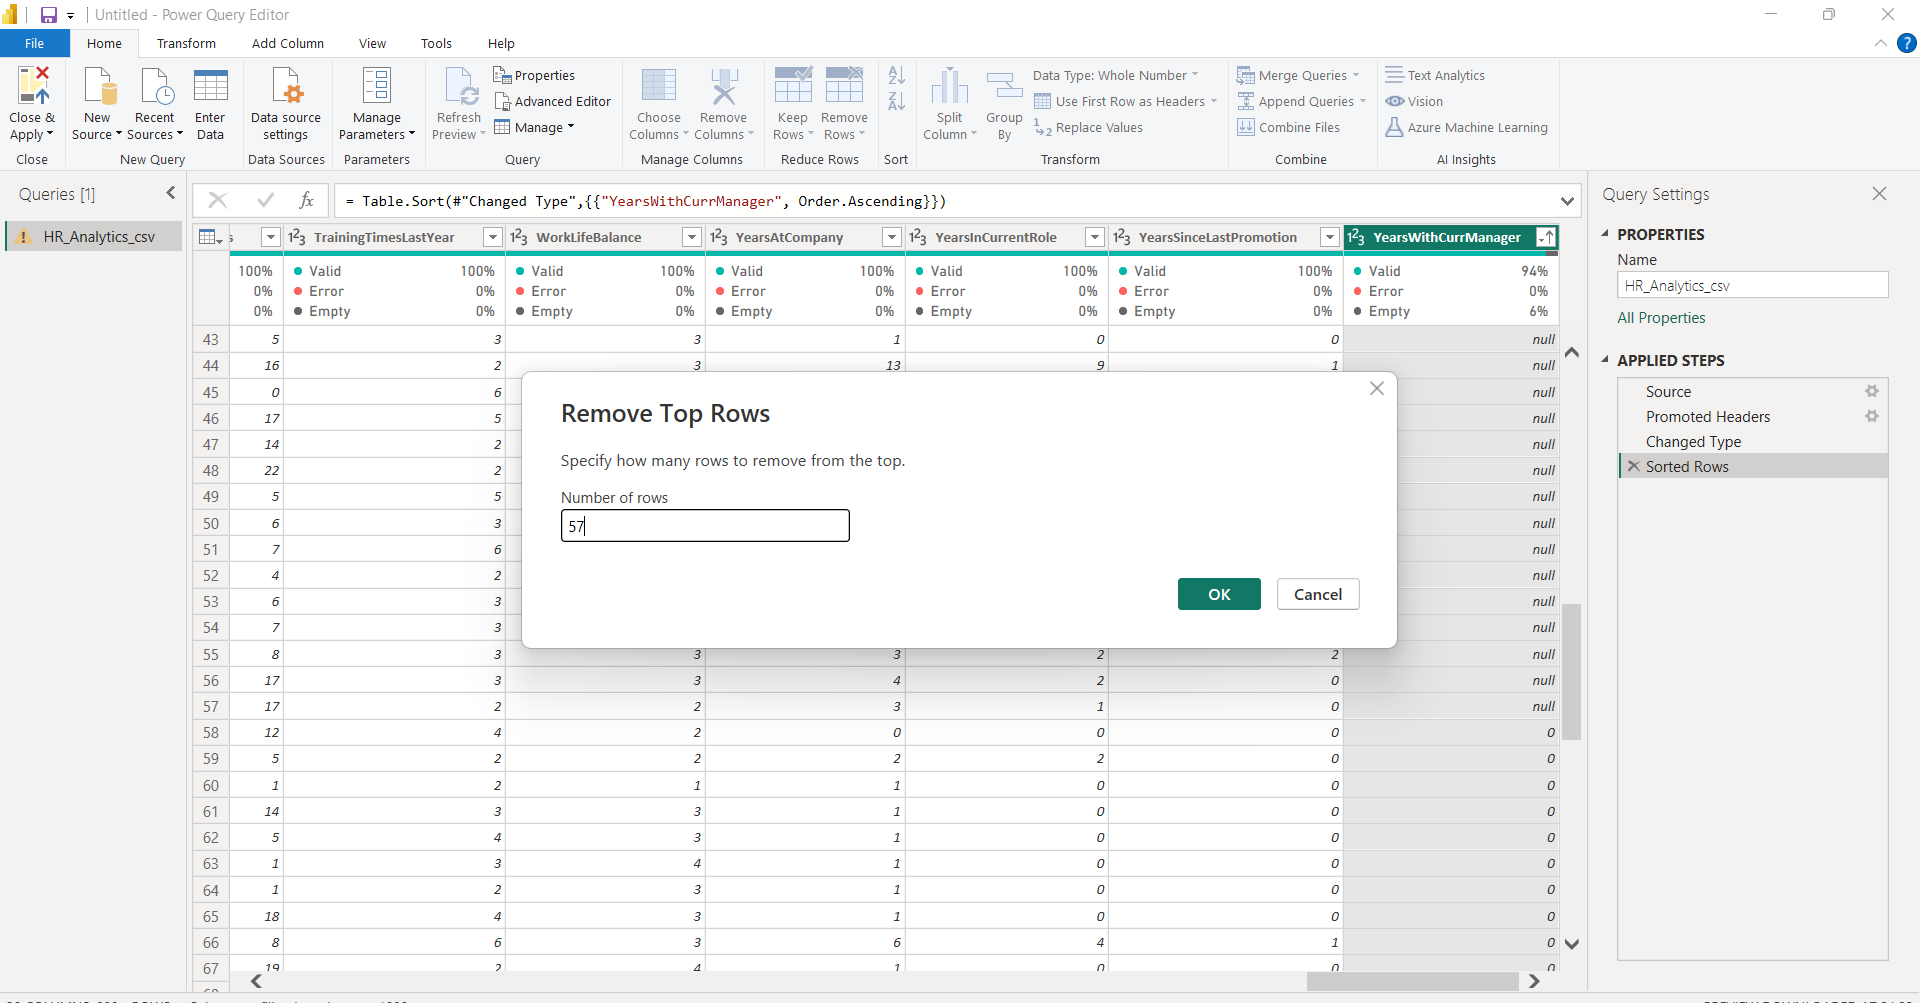 Untitled - Power Query Editor
File Home Transform Add Column View Tools Help
Close & Apply
New Source
Recent Sources
Enter Data
Data source settings
Manage Parameters
Refresh Preview
Properties
Advanced Editor
Manage
Choose Columns
Remove Columns
Keep Rows
Remove Rows
Split Column
Group By
Data Type: Whole Number
Use First Row as Headers
Replace Values
Merge Queries
Append Queries
Combine Files
Text Analytics
Vision
Azure Machine Learning
Close New Query Data Sources Parameters Query Manage Columns Reduce Rows Sort Transform Combine AI Insights
Queries [1]
HR_Analytics_csv
fx = Table.Sort(#"Changed Type",{{"YearsWithCurrManager", Order.Ascending}})
s 123 TrainingTimesLastYear 123 WorkLifeBalance 123 YearsAtCompany 123 YearsInCurrentRole 123 YearsSinceLastPromotion 123 YearsWithCurrManager
100% Valid 100% Valid 100% Valid 100% Valid 100% Valid 100% Valid 94%
0% Error 0% Error 0% Error 0% Error 0% Error 0% Error 0%
0% Empty 0% Empty 0% Empty 0% Empty 0% Empty 0% Empty 6%
43 5 3 3 1 0 0 null
44 16 2 3 13 9 1 null
45 0 6 null
46 17 5 null
47 14 2 null
48 22 2 null
49 5 5 null
50 6 3 null
51 7 6 null
52 4 2 null
53 6 3 null
54 7 3 null
55 8 3 3 3 2 2 null
56 17 3 3 4 2 0 null
57 17 2 2 3 1 0 null
58 12 4 2 0 0 0 0
59 5 2 2 2 2 0 0
60 1 2 1 1 0 0 0
61 14 3 3 1 0 0 0
62 5 4 3 1 0 0 0
63 1 3 4 1 0 0 0
64 1 2 3 1 0 0 0
65 18 4 3 1 0 0 0
66 8 6 3 6 4 1 0
67 19 2 4 1 0 0 0
Remove Top Rows
Specify how many rows to remove from the top.
Number of rows
57
OK Cancel
Query Settings
PROPERTIES
Name
HR_Analytics_csv
All Properties
APPLIED STEPS
Source
Promoted Headers
Changed Type
Sorted Rows